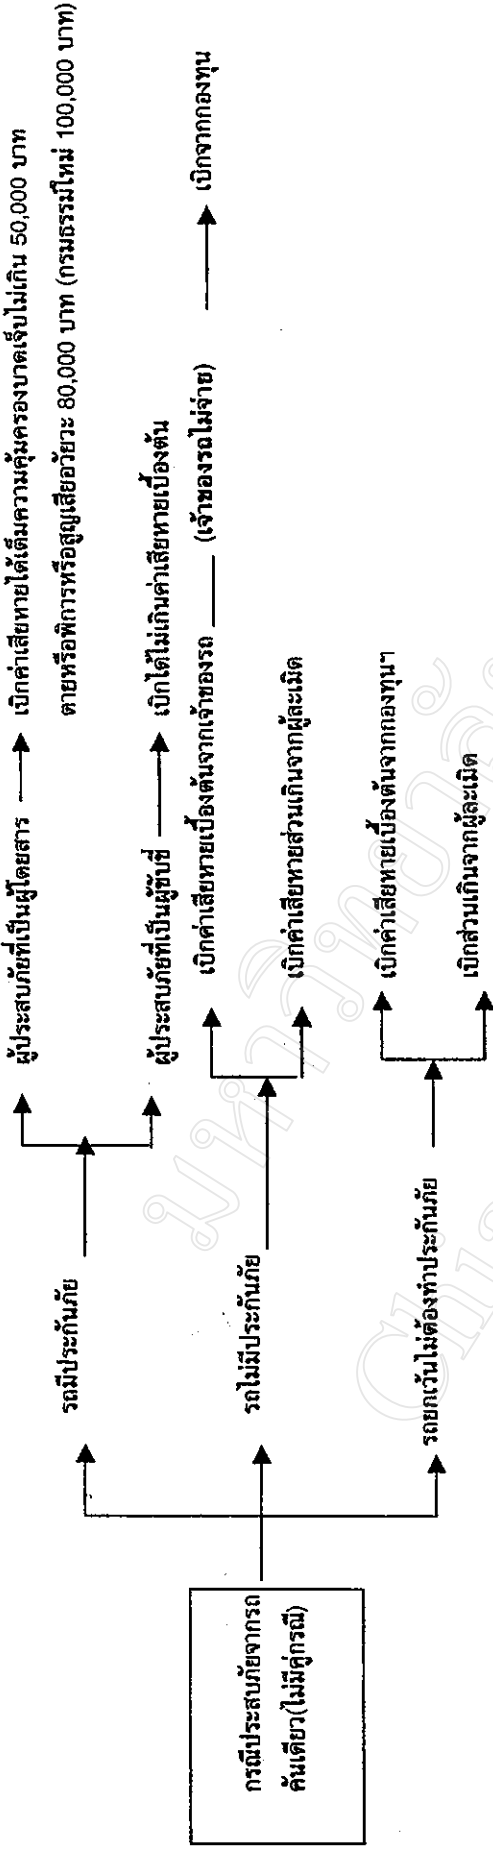 กรณีประสบภัยจากรถ
คันเดียว(ไม่มีคู่กรณี)
รถมีประกันภัย
ผู้ประสบภัยที่เป็นผู้โดยสาร
เบิกค่าเสียหายได้เต็มความคุ้มครองบาดเจ็บไม่เกิน 50,000 บาท
ตายหรือพิการหรือสูญเสียอวัยวะ 80,000 บาท (กรมธรรม์ใหม่ 100,000 บาท)
ผู้ประสบภัยที่เป็นผู้ขับขี่
เบิกได้ไม่เกินค่าเสียหายเบื้องต้น
รถไม่มีประกันภัย
เบิกค่าเสียหายเบื้องต้นจากเจ้าของรถ
(เจ้าของรถไม่จ่าย)
เบิกจากกองทุน
เบิกค่าเสียหายส่วนเกินจากผู้ละเมิด
รถยกเว้นไม่ต้องทำประกันภัย
เบิกค่าเสียหายเบื้องต้นจากกองทุนฯ
เบิกส่วนเกินจากผู้ละเมิด
มหาวิทยาลั
Chi